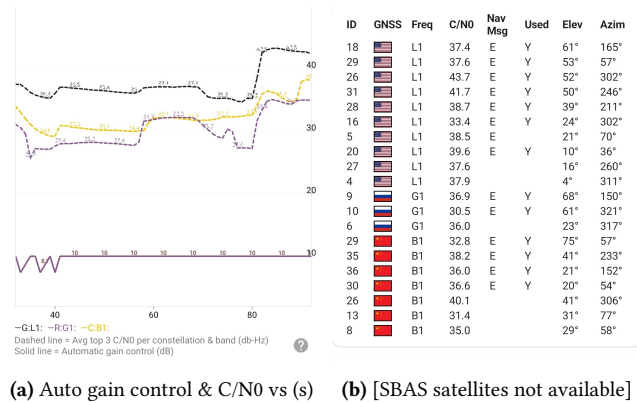 40
30
20
10
10 10 10 10 10 10 10
40 60 80
—G:L1: —R:G1: —C:B1:
Dashed line = Avg top 3 C/N0 per constellation & band (db-Hz)
Solid line = Automatic gain control (dB)
?
(a) Auto gain control & C/N0 vs (s)
ID GNSS Freq C/N0 Nav Msg Used Elev Azim
18 L1 37.4 E Y 61° 165°
29 L1 37.6 E Y 53° 57°
26 L1 43.7 E Y 52° 302°
31 L1 41.7 E Y 50° 246°
28 L1 38.7 E Y 39° 211°
16 L1 33.4 E Y 24° 302°
5 L1 38.5 E 21° 70°
20 L1 39.6 E Y 10° 36°
27 L1 37.6 16° 260°
4 L1 37.9 4° 311°
9 G1 36.9 E Y 68° 150°
10 G1 30.5 E Y 61° 321°
6 G1 36.0 23° 317°
29 B1 32.8 E Y 75° 57°
35 B1 38.2 E Y 41° 233°
36 B1 36.0 E Y 21° 152°
30 B1 36.6 E Y 20° 54°
26 B1 40.1 41° 306°
13 B1 31.4 31° 77°
8 B1 35.0 29° 58°
(b) [SBAS satellites not available]